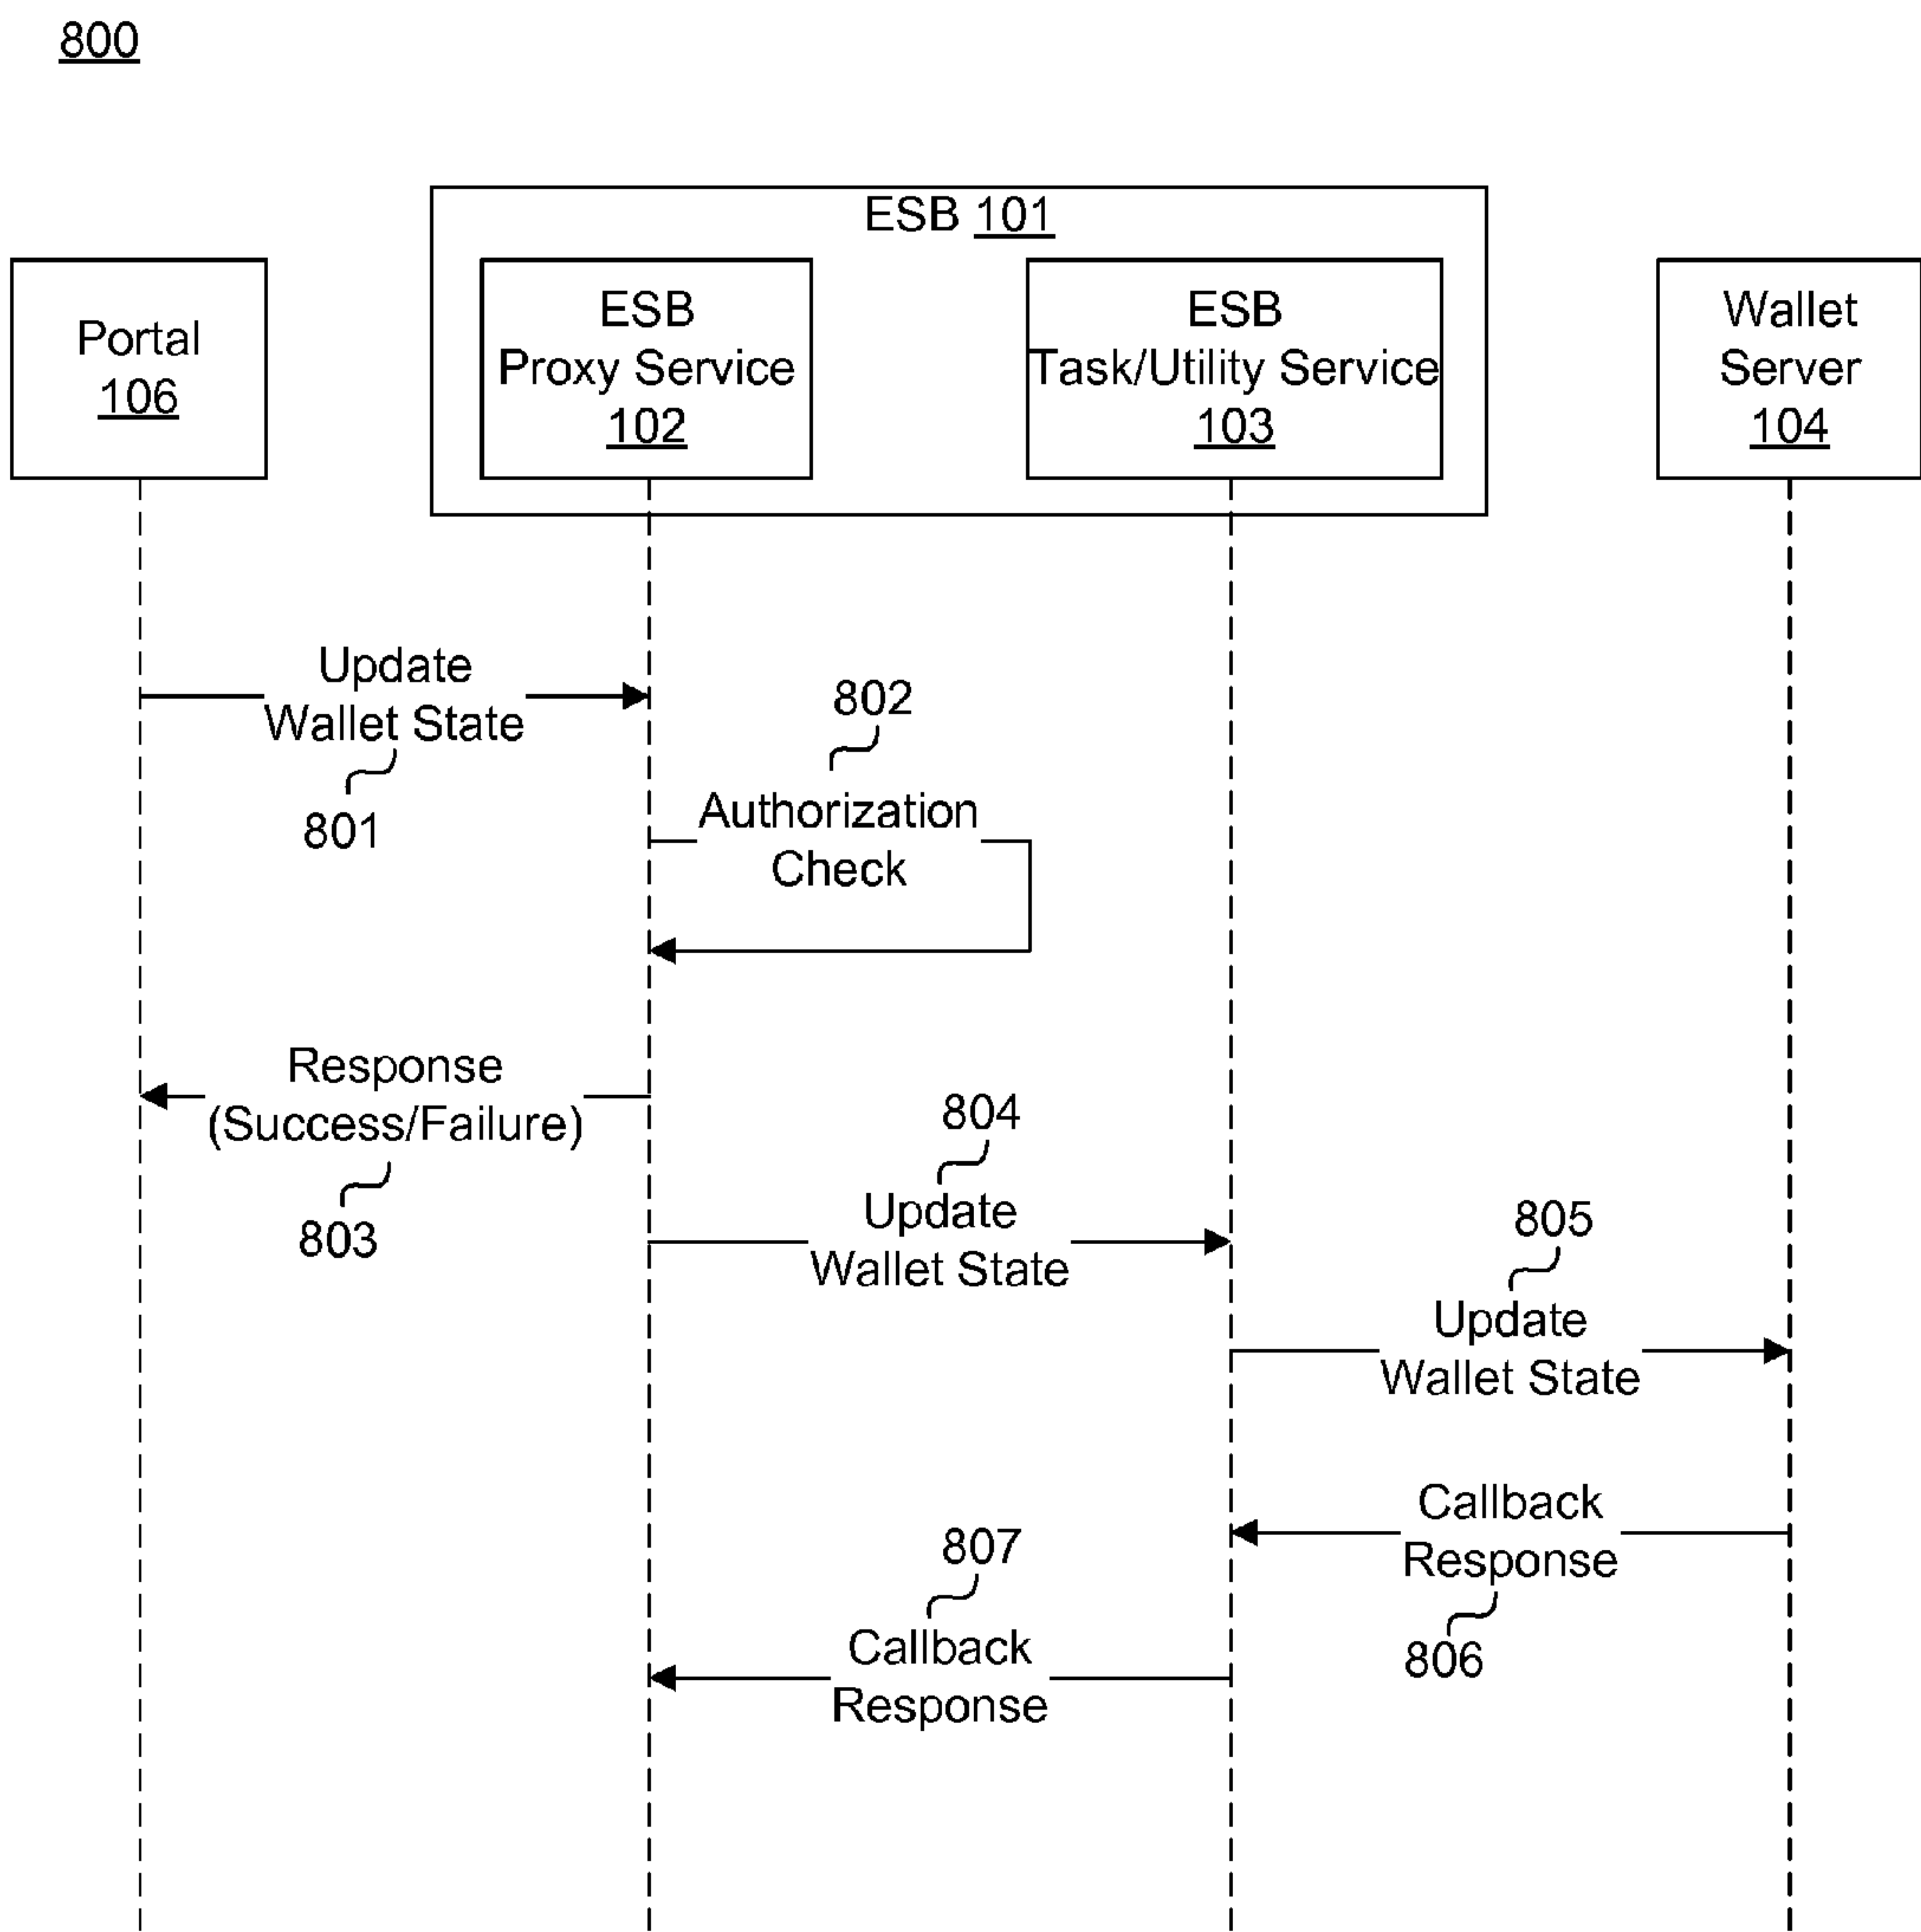 800
ESB 101
Portal
106
ESB
Proxy Service
102
ESB
Task/Utility Service
103
Wallet
Server
104
Update
Wallet State
801
802
Authorization
Check
Response
(Success/Failure)
803
804
Update
Wallet State
805
Update
Wallet State
Callback
Response
806
807
Callback
Response